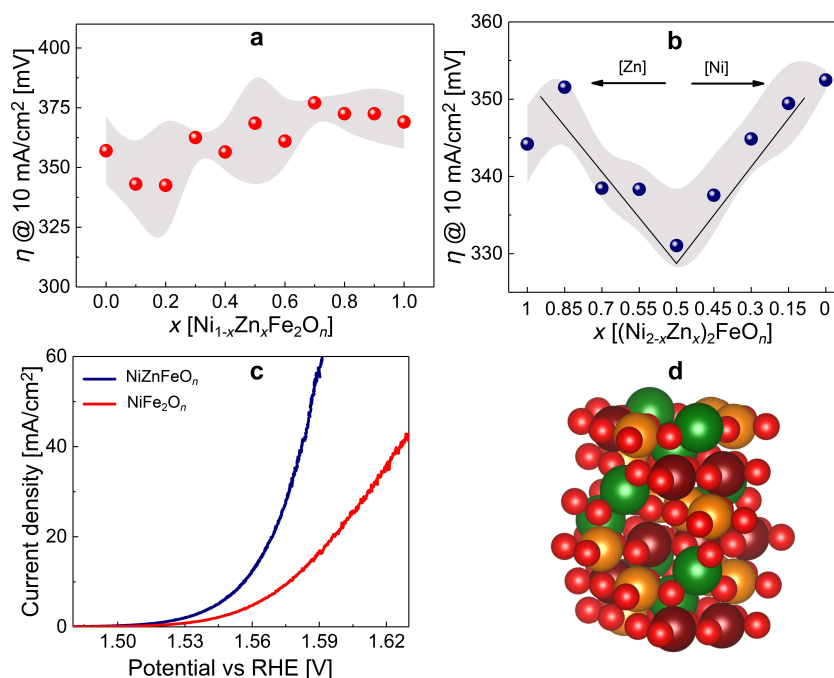 a
η @ 10 mA/cm² [mV]
400
375
350
325
300
0.0 0.2 0.4 0.6 0.8 1.0
x [Ni₁₋ₓZnₓFe₂Oₙ]
b
[Zn] [Ni]
η @ 10 mA/cm² [mV]
360
350
340
330
1 0.85 0.7 0.55 0.5 0.45 0.3 0.15 0
x [(Ni₂₋ₓZnₓ)₂FeOₙ]
c
NiZnFeOₙ
NiFe₂Oₙ
Current density [mA/cm²]
60
40
20
0
1.50 1.53 1.56 1.59 1.62
Potential vs RHE [V]
d